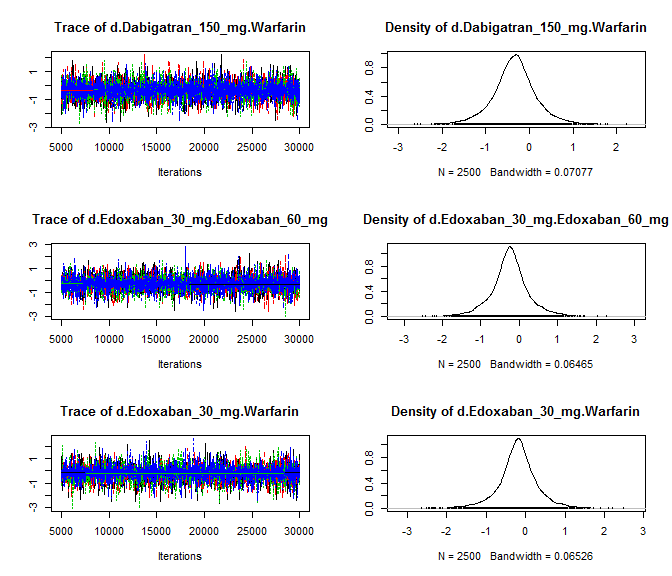 Trace of d.Dabigatran_150_mg.Warfarin
1
-1
-3
5000 10000 15000 20000 25000 30000
Iterations
Density of d.Dabigatran_150_mg.Warfarin
0.8
0.4
0.0
-3 -2 -1 0 1 2
N = 2500 Bandwidth = 0.07077
Trace of d.Edoxaban_30_mg.Edoxaban_60_mg
3
1
-1
-3
5000 10000 15000 20000 25000 30000
Iterations
Density of d.Edoxaban_30_mg.Edoxaban_60_mg
0.8
0.4
0.0
-3 -2 -1 0 1 2 3
N = 2500 Bandwidth = 0.06465
Trace of d.Edoxaban_30_mg.Warfarin
1
-1
-3
5000 10000 15000 20000 25000 30000
Iterations
Density of d.Edoxaban_30_mg.Warfarin
0.8
0.4
0.0
-3 -2 -1 0 1 2 3
N = 2500 Bandwidth = 0.06526